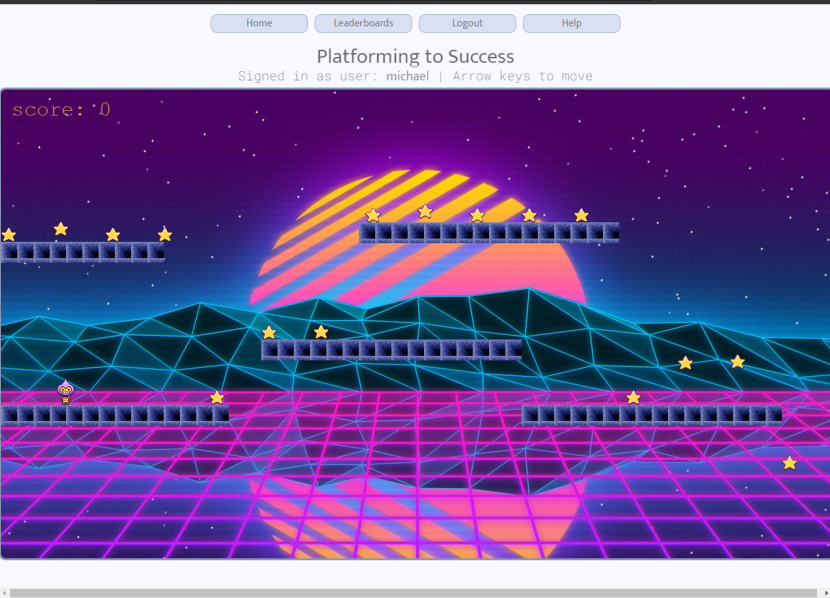 Home Leaderboards Logout Help
Platforming to Success
Signed in as user: michael | Arrow keys to move
score: 0